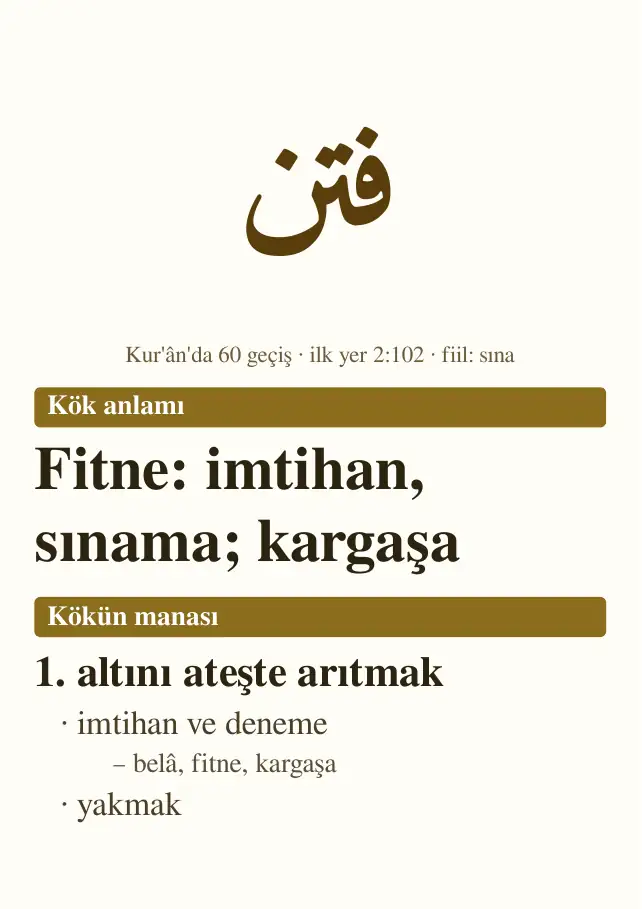 فتن
Kur'ân'da 60 geçiş · ilk yer 2:102 · fiil: sına
Kök anlamı
Fitne: imtihan,
sınama; kargaşa
Kökün manası
1. altını ateşte arıtmak
· imtihan ve deneme
– belâ, fitne, kargaşa
· yakmak